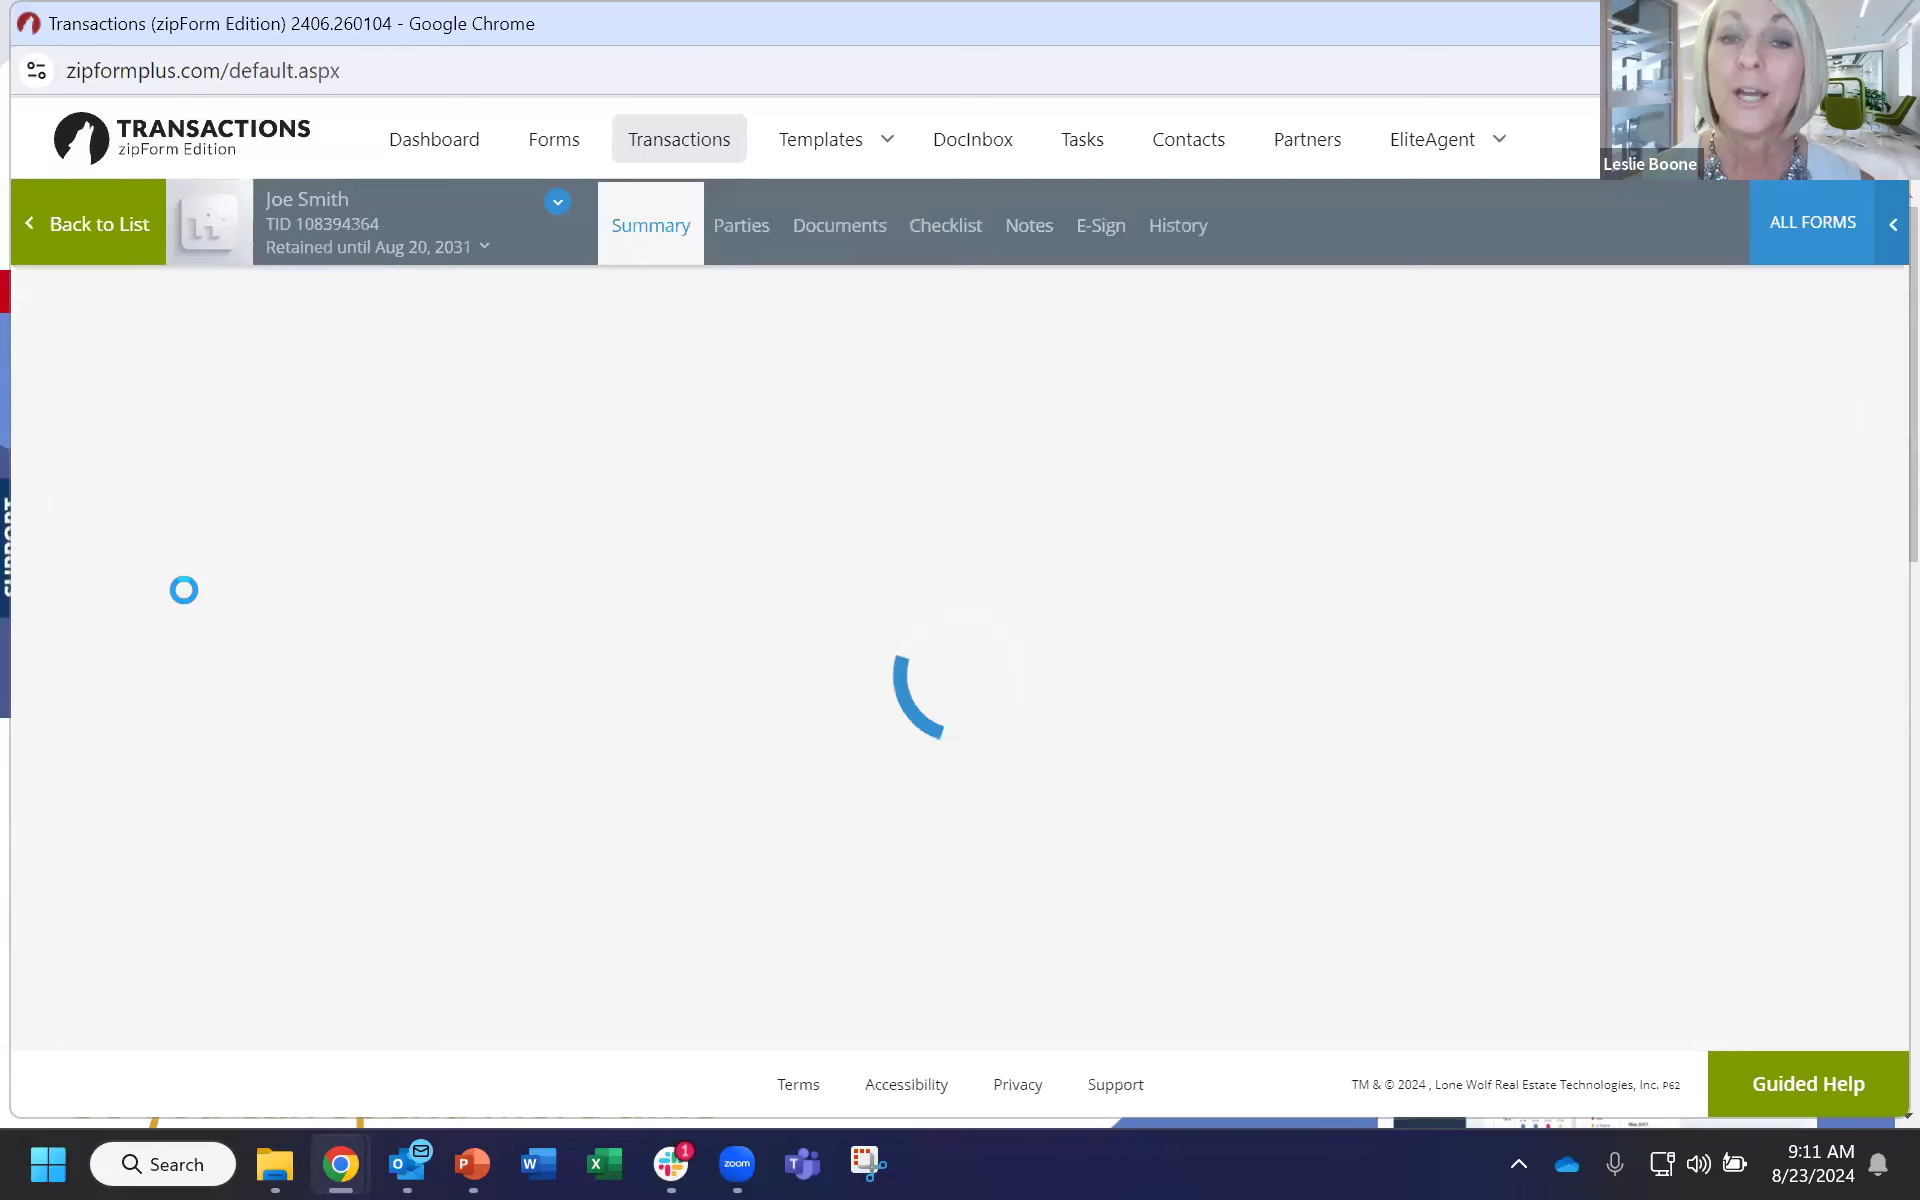 Transactions (zipForm Edition) 2406.260104 - Google Chrome
zipformplus.com/default.aspx
TRANSACTIONS
zipForm Edition
Dashboard
Forms
Transactions
Templates
DocInbox
Tasks
Contacts
Partners
EliteAgent
Leslie Boone
Back to List
Joe Smith
TID 108394364
Retained until Aug 20, 2031
Summary
Parties
Documents
Checklist
Notes
E-Sign
History
ALL FORMS
SUPPORT
Terms
Accessibility
Privacy
Support
TM & © 2024 , Lone Wolf Real Estate Technologies, Inc. P62
Guided Help
Search
1
zoom
9:11 AM
8/23/2024